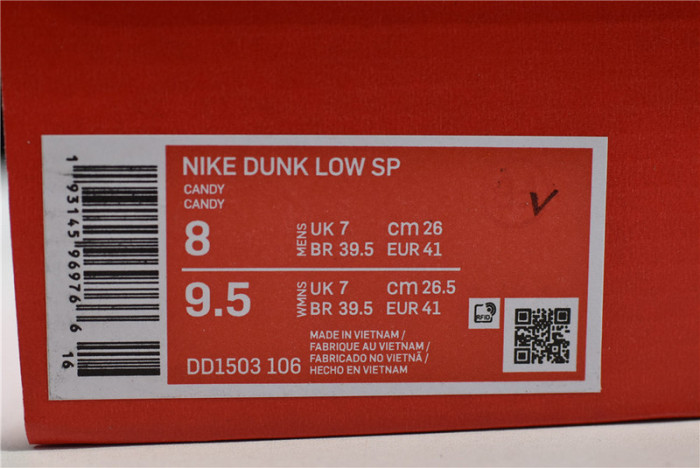 NIKE DUNK LOW SP
CANDY
CANDY
8 MENS UK 7 CM 26
BR 39.5 EUR 41
9.5 WMNS UK 7 CM 26.5
BR 39.5 EUR 41
DD1503 106
MADE IN VIETNAM /
FABRIQUE AU VIETNAM /
FABRICADO NO VIETNÃ /
HECHO EN VIETNAM
RFID
V
1 93145 96976 6
16